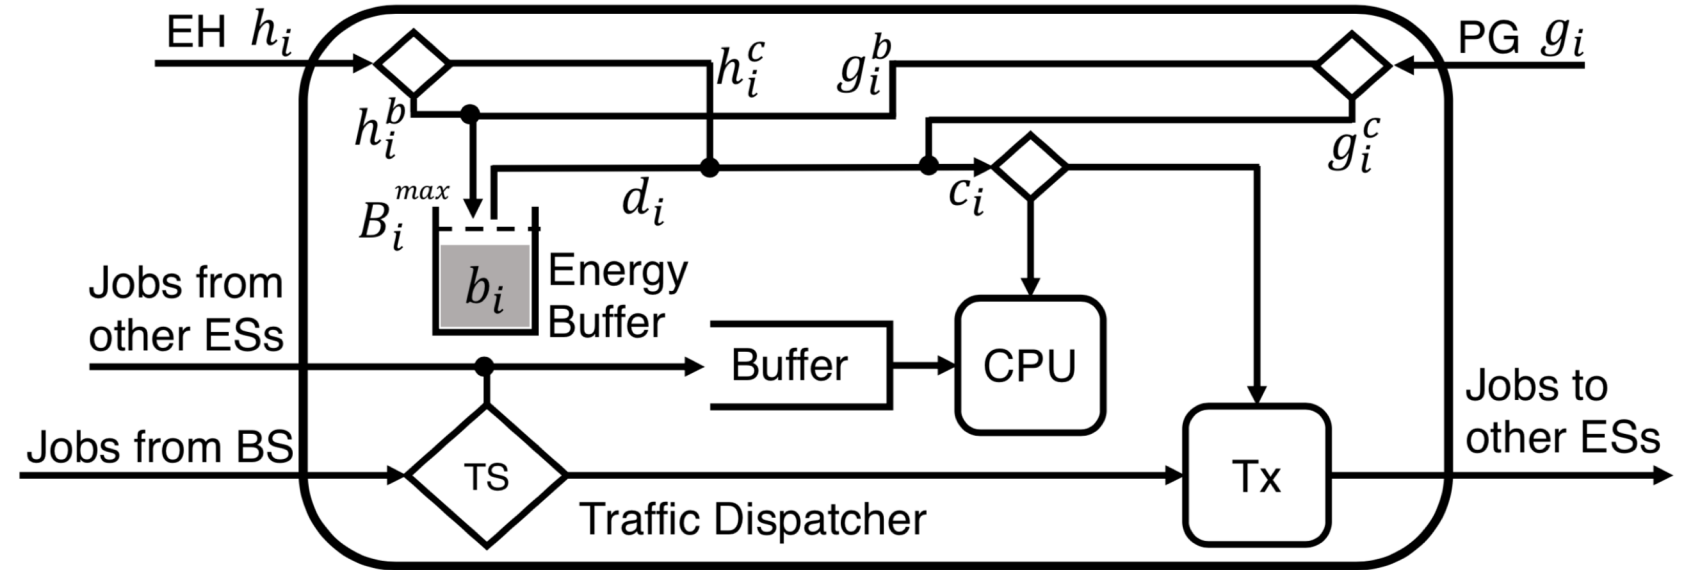 EH h_i
PG g_i
h_i^c
g_i^b
h_i^b
g_i^c
d_i
c_i
B_i^max
b_i
Energy
Buffer
Jobs from
other ESs
Buffer
CPU
Jobs to
other ESs
Jobs from BS
TS
Tx
Traffic Dispatcher